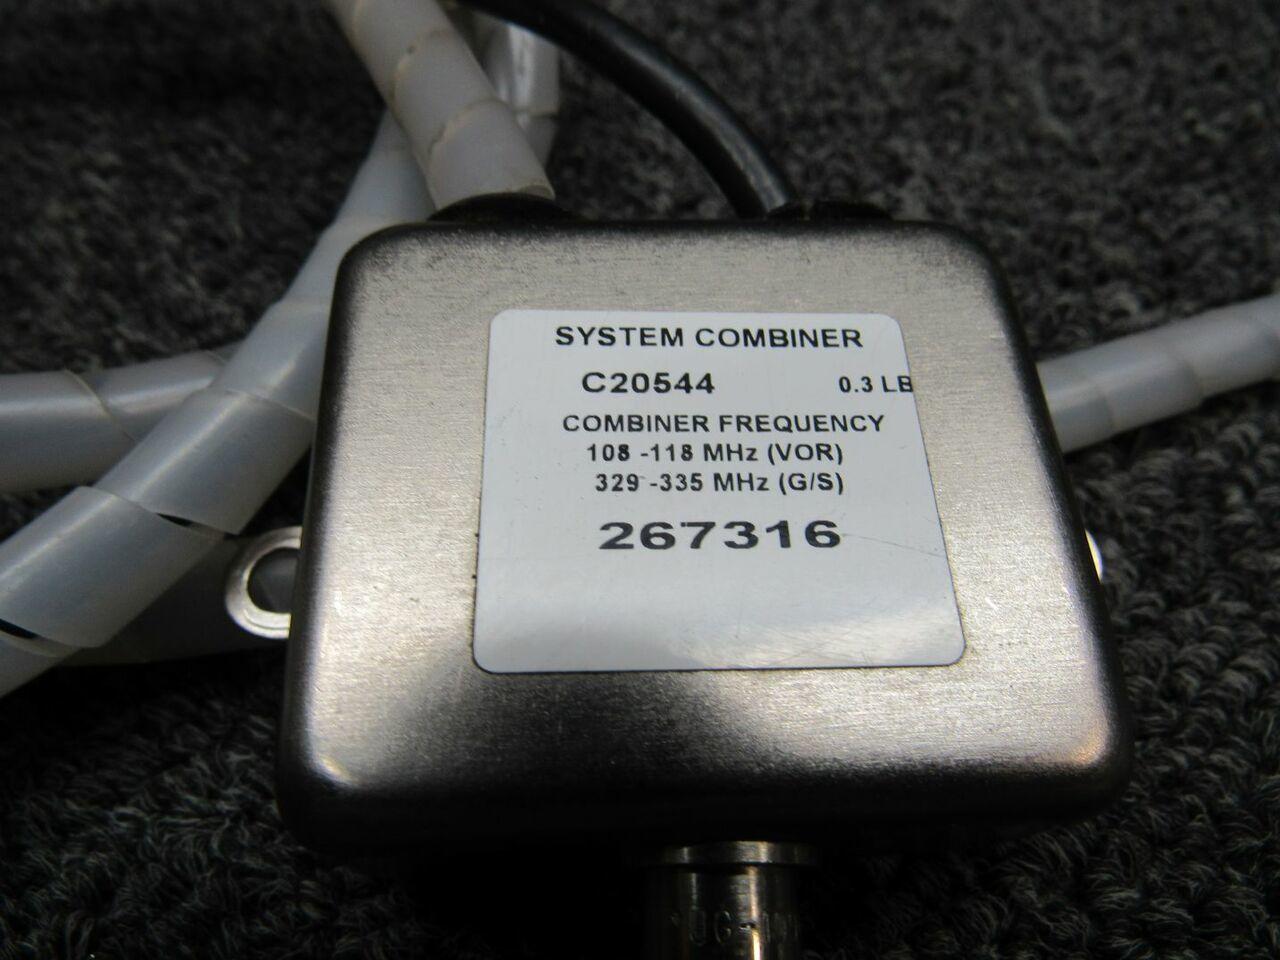 SYSTEM COMBINER
C20544 0.3 LB
COMBINER FREQUENCY
108 -118 MHz (VOR)
329 -335 MHz (G/S)
267316